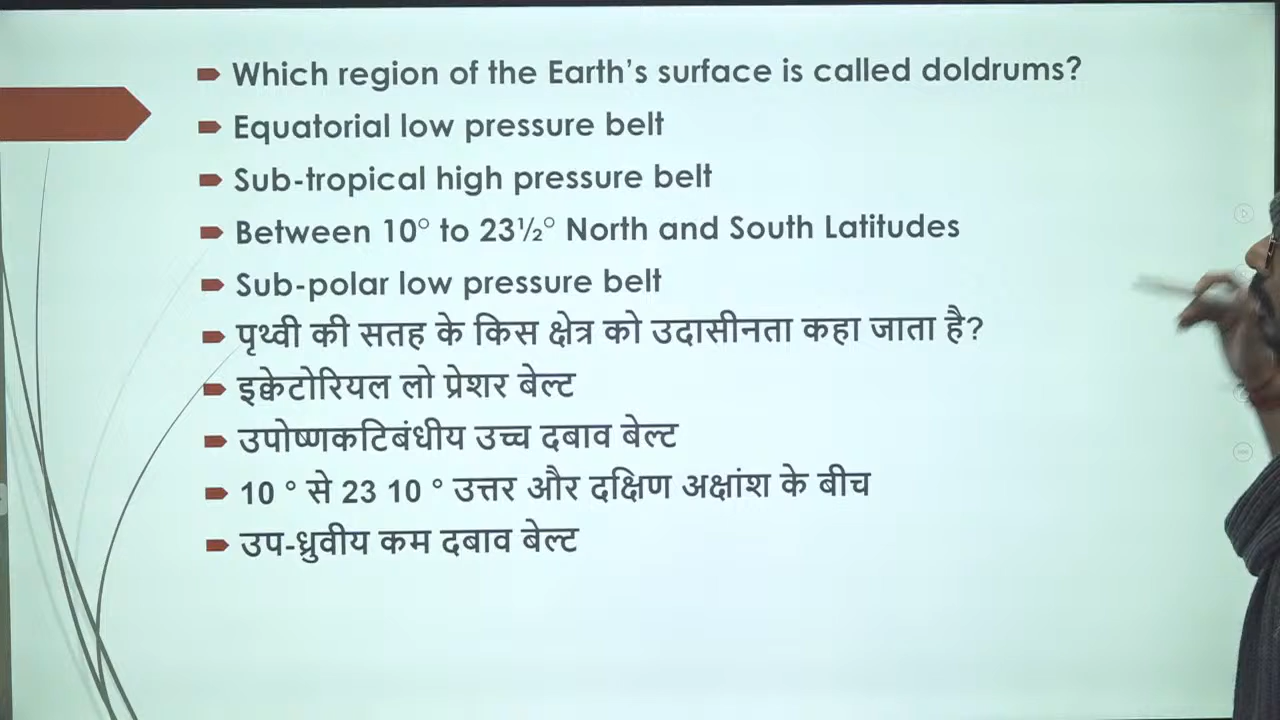 Which region of the Earth’s surface is called doldrums?
Equatorial low pressure belt
Sub-tropical high pressure belt
Between 10° to 23½° North and South Latitudes
Sub-polar low pressure belt
पृथ्वी की सतह के किस क्षेत्र को उदासीनता कहा जाता है?
इक्वेटोरियल लो प्रेशर बेल्ट
उपोष्णकटिबंधीय उच्च दबाव बेल्ट
10 ° से 23 10 ° उत्तर और दक्षिण अक्षांश के बीच
उप-ध्रुवीय कम दबाव बेल्ट